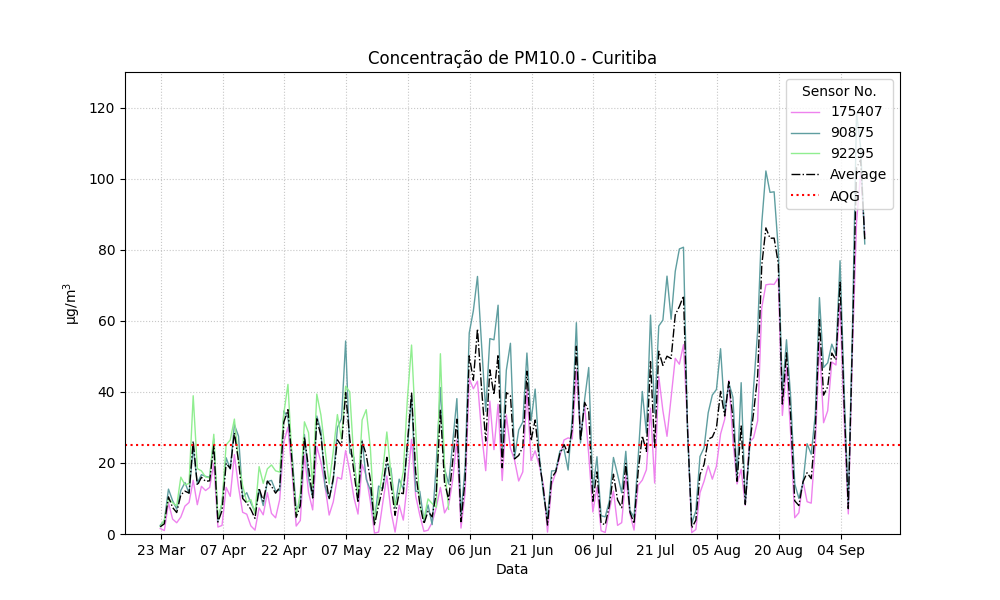 Concentração de PM10.0 - Curitiba
Sensor No.
175407
90875
92295
Average
AQG
µg/m³
120
100
80
60
40
20
0
23 Mar 07 Apr 22 Apr 07 May 22 May 06 Jun 21 Jun 06 Jul 21 Jul 05 Aug 20 Aug 04 Sep
Data